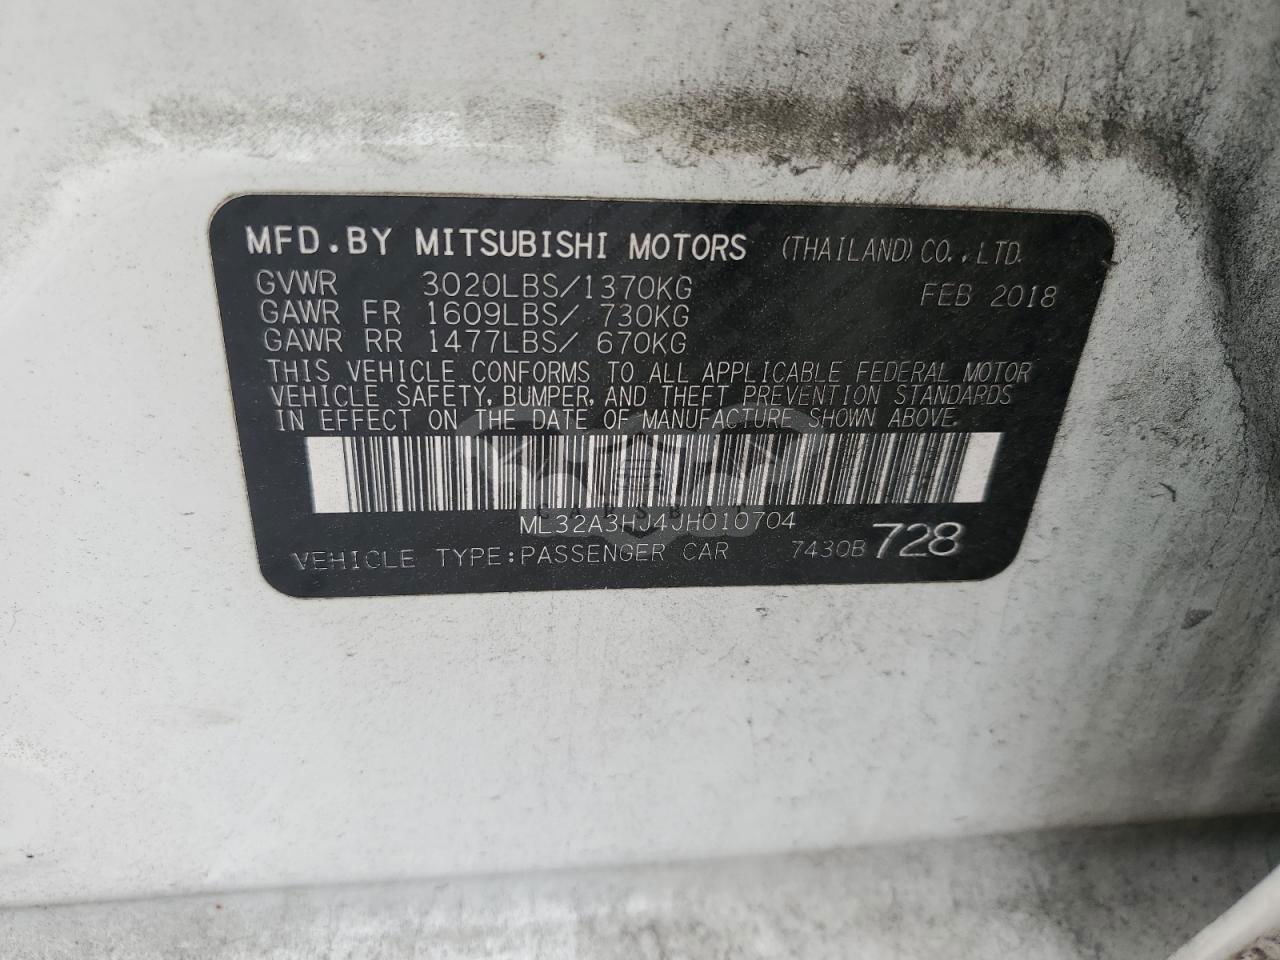 MFD.BY MITSUBISHI MOTORS (THAILAND) CO.,LTD.
GVWR 3020LBS/1370KG FEB 2018
GAWR FR 1609LBS/ 730KG
GAWR RR 1477LBS/ 670KG
THIS VEHICLE CONFORMS TO ALL APPLICABLE FEDERAL MOTOR
VEHICLE SAFETY, BUMPER, AND THEFT PREVENTION STANDARDS
IN EFFECT ON THE DATE OF MANUFACTURE SHOWN ABOVE.
ML32A3HJ4JH010704
VEHICLE TYPE:PASSENGER CAR 7430B 728